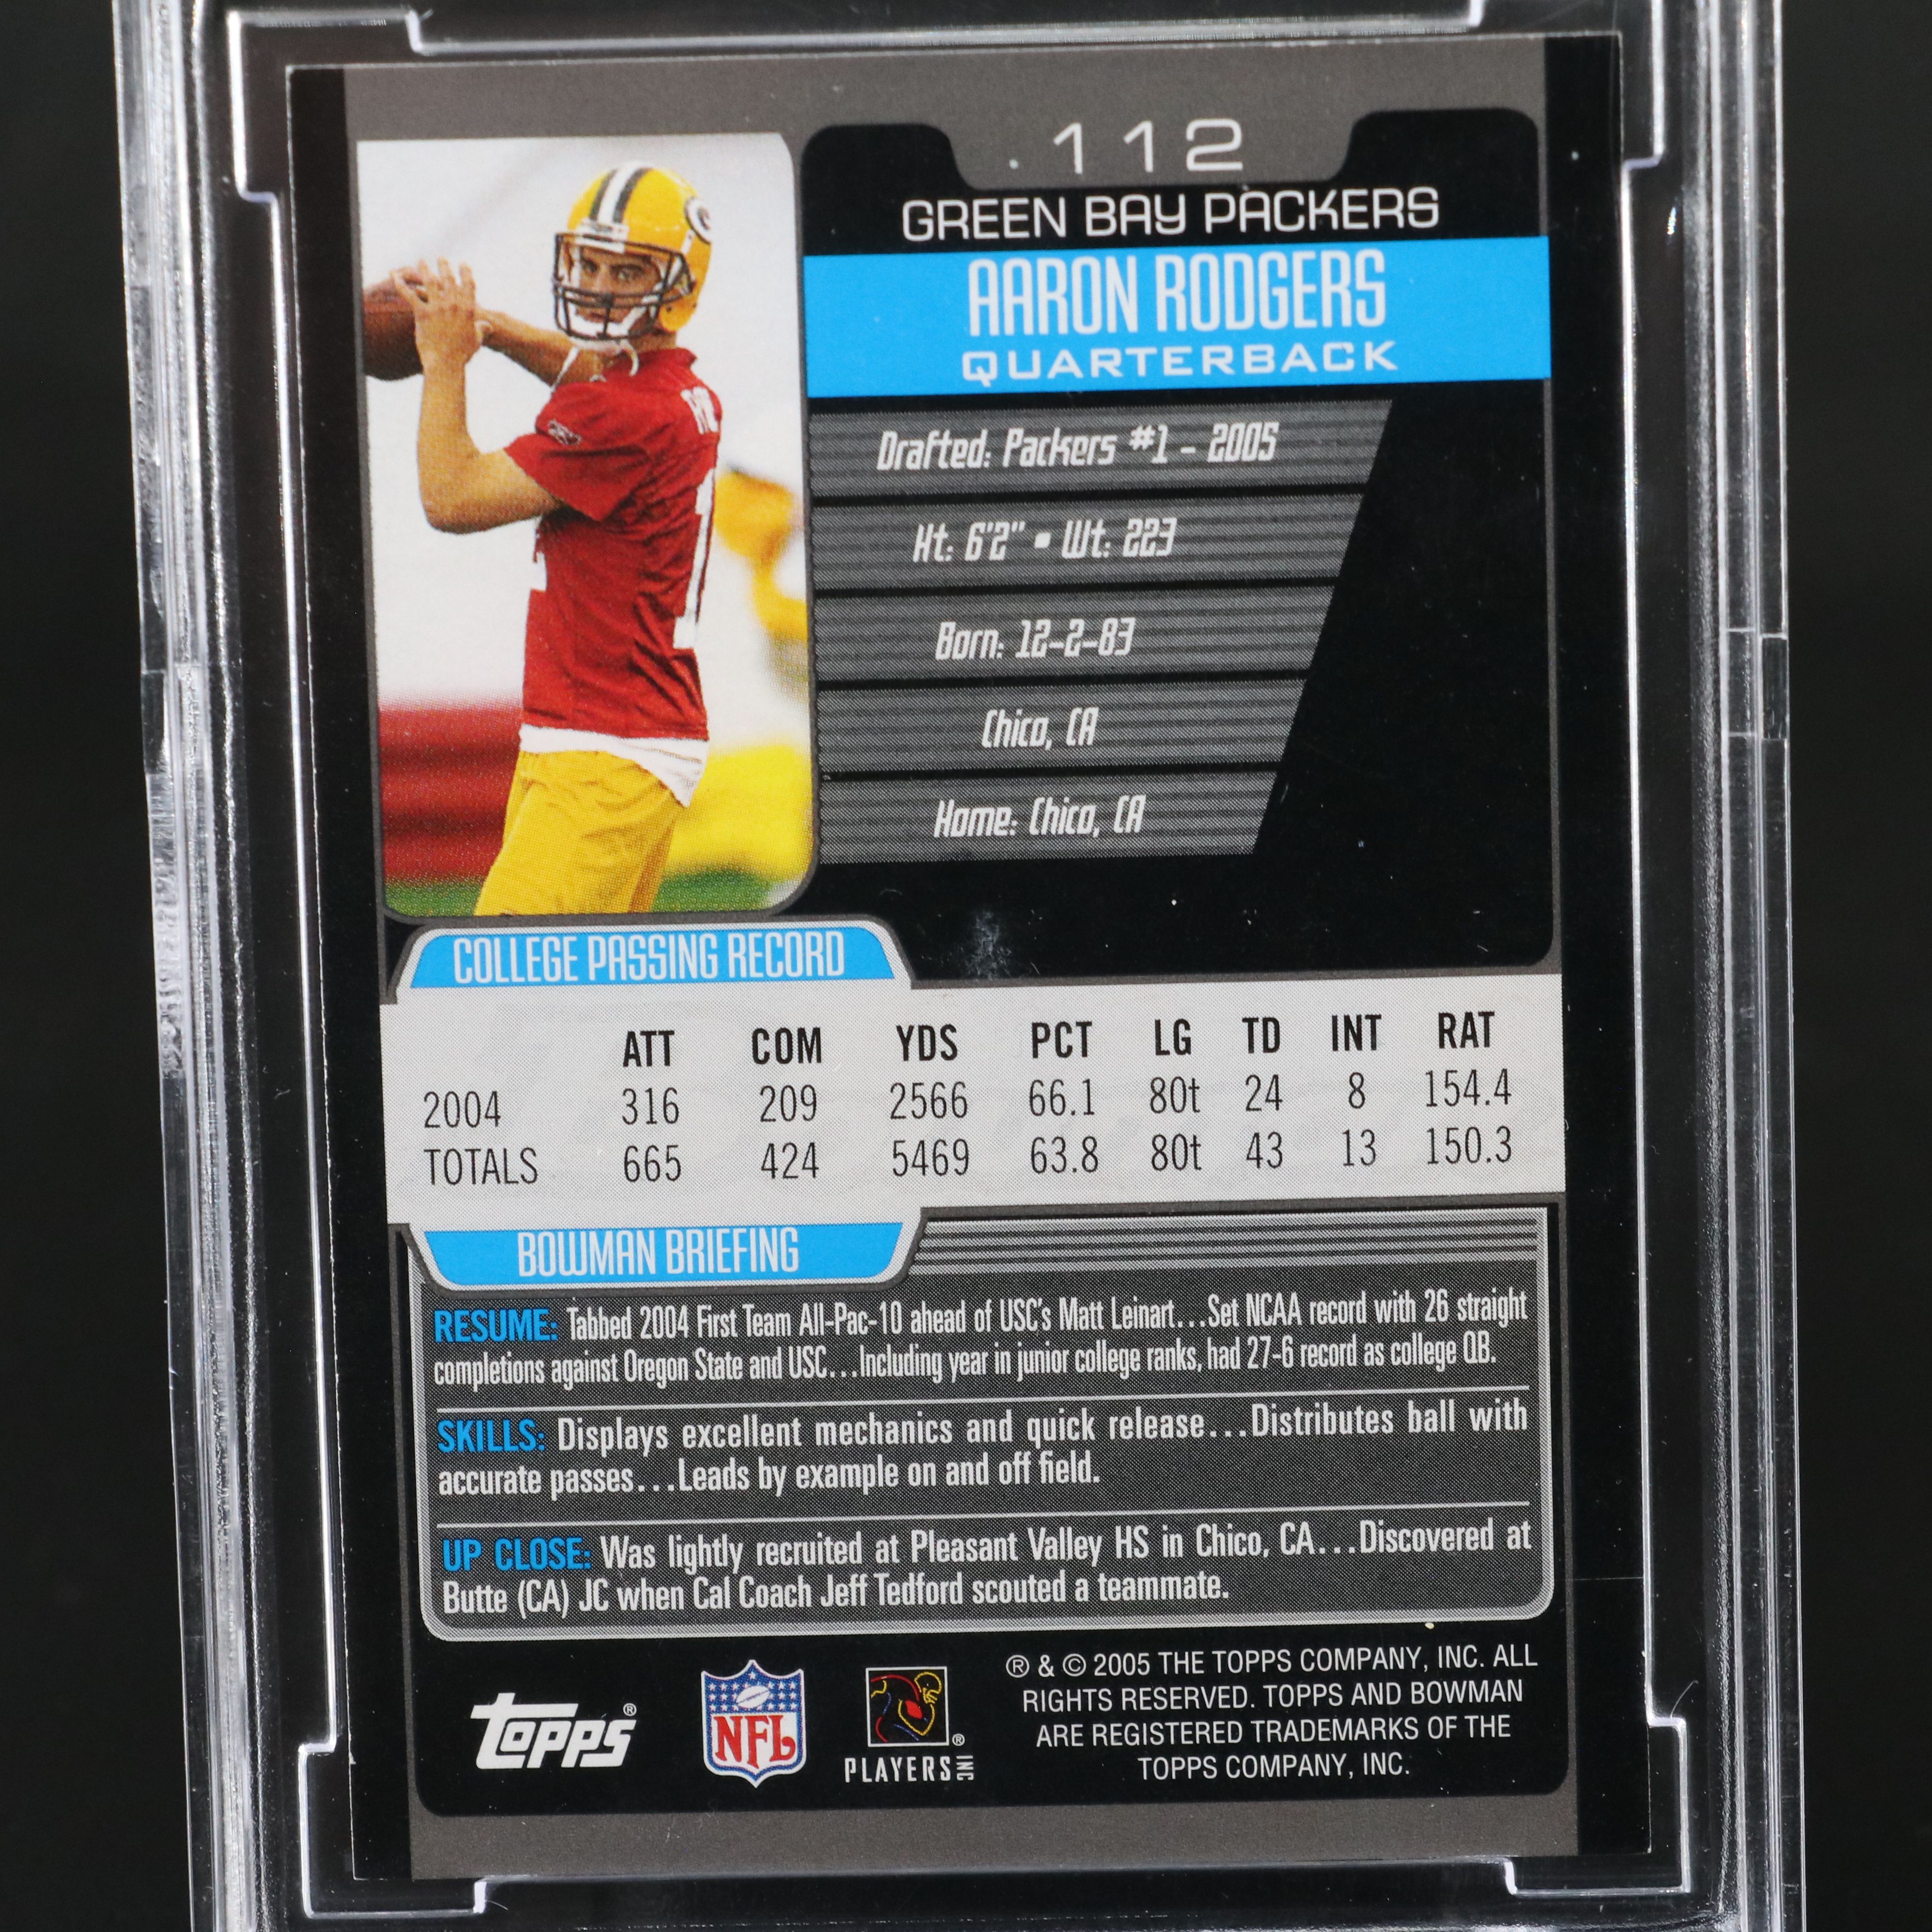 112
GREEN BAY PACKERS
AARON RODGERS
QUARTERBACK
Drafted: Packers #1 - 2005
Ht: 6'2" ▪ Wt: 223
Born: 12-2-83
Chico, CA
Home: Chico, CA
COLLEGE PASSING RECORD
ATT COM YDS PCT LG TD INT RAT
2004 316 209 2566 66.1 80t 24 8 154.4
TOTALS 665 424 5469 63.8 80t 43 13 150.3
BOWMAN BRIEFING
RESUME: Tabbed 2004 First Team All-Pac-10 ahead of USC's Matt Leinart...Set NCAA record with 26 straight
completions against Oregon State and USC...Including year in junior college ranks, had 27-6 record as college QB.
SKILLS: Displays excellent mechanics and quick release...Distributes ball with
accurate passes...Leads by example on and off field.
UP CLOSE: Was lightly recruited at Pleasant Valley HS in Chico, CA...Discovered at
Butte (CA) JC when Cal Coach Jeff Tedford scouted a teammate.
Topps®
NFL
PLAYERS INC®
® & © 2005 THE TOPPS COMPANY, INC. ALL
RIGHTS RESERVED. TOPPS AND BOWMAN
ARE REGISTERED TRADEMARKS OF THE
TOPPS COMPANY, INC.